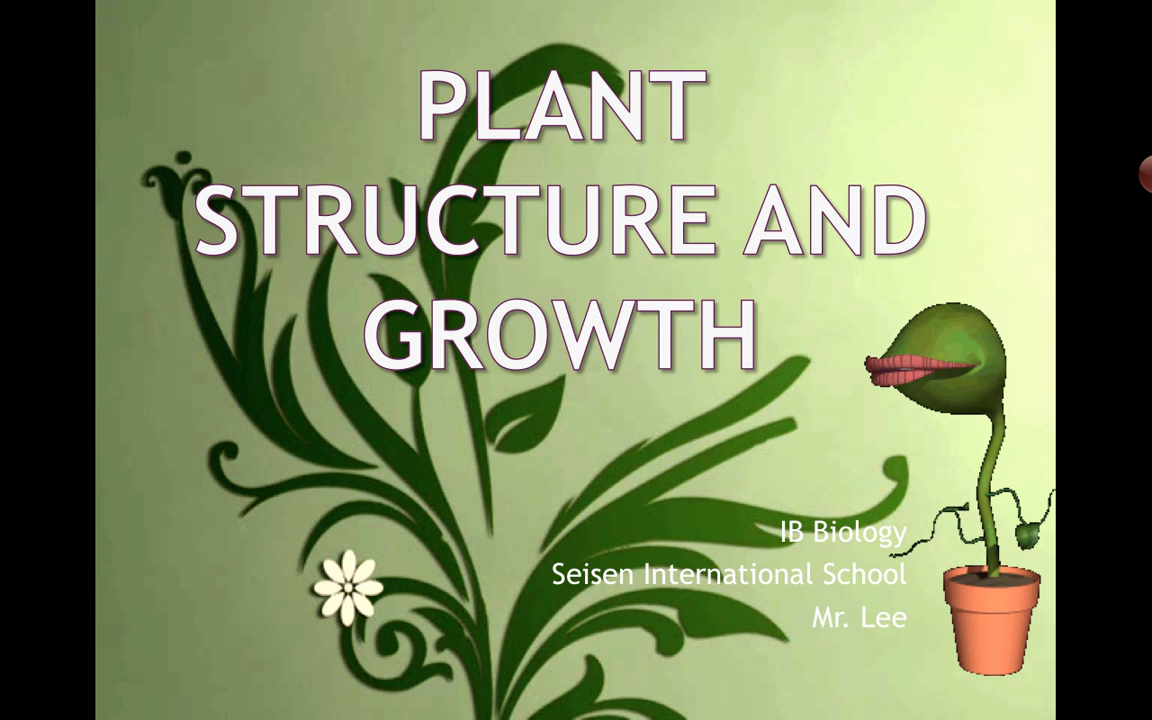 PLANT
STRUCTURE AND
GROWTH
IB Biology
Seisen International School
Mr. Lee